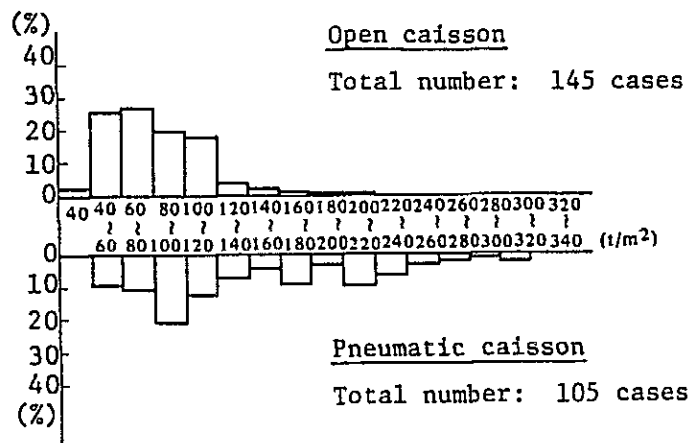 (%)
Open caisson
40
Total number: 145 cases
30
20
10
0
40 40 60 80 100 120 140 160 180 200 220 240 260 280 300 320
~ ~ ~ ~ ~ ~ ~ ~ ~ ~ ~ ~ ~ ~ ~
60 80 100 120 140 160 180 200 220 240 260 280 300 320 340 (t/m²)
0
10
20
30
Pneumatic caisson
40
Total number: 105 cases
(%)